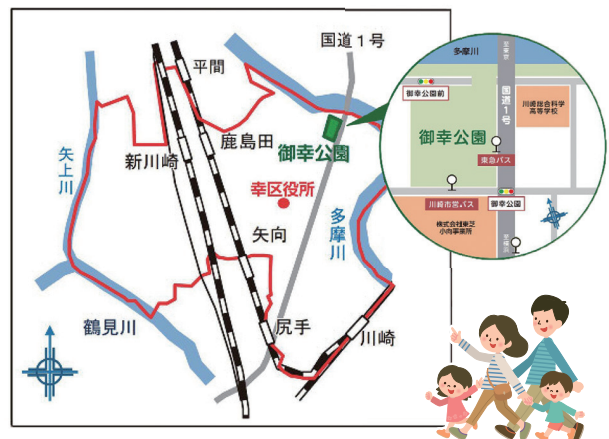 国道1号
平間
新川崎
鹿島田
御幸公園
幸区役所
矢上川
矢向
多摩川
鶴見川
尻手
川崎
多摩川
御幸公園前
国道1号
川崎総合科学
高等学校
御幸公園
東急バス
川崎市営バス
御幸公園
株式会社東芝
小向事業所